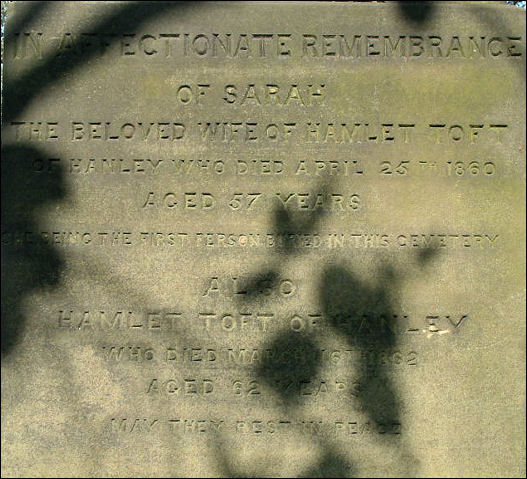 IN AFFECTIONATE REMEMBRANCE
OF SARAH
THE BELOVED WIFE OF HAMLET TOFT
OF HANLEY WHO DIED APRIL 25TH 1860
AGED 57 YEARS
SHE BEING THE FIRST PERSON BURIED IN THIS CEMETERY
ALSO
HAMLET TOFT OF HANLEY
WHO DIED MARCH 16TH 1862
AGED 62 YEARS
MAY THEY REST IN PEACE